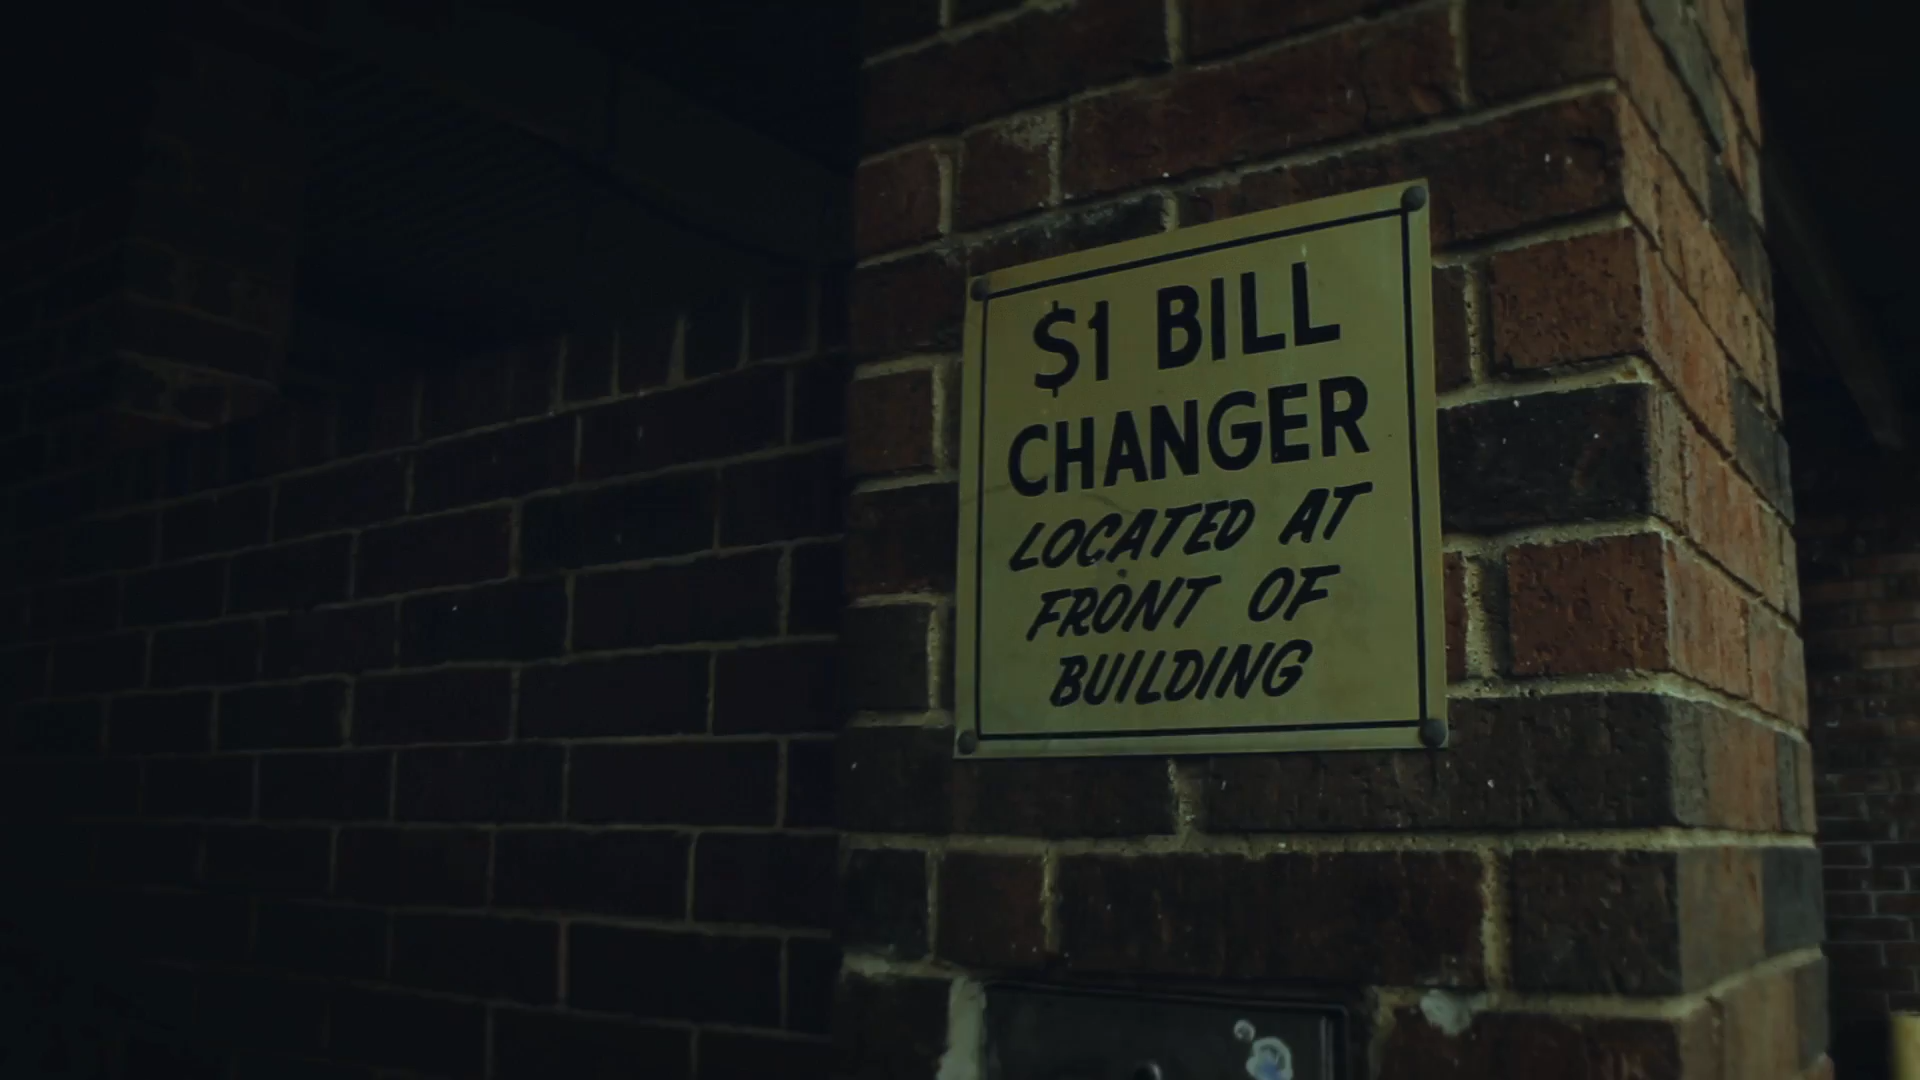 $1 BILL
CHANGER
LOCATED AT
FRONT OF
BUILDING